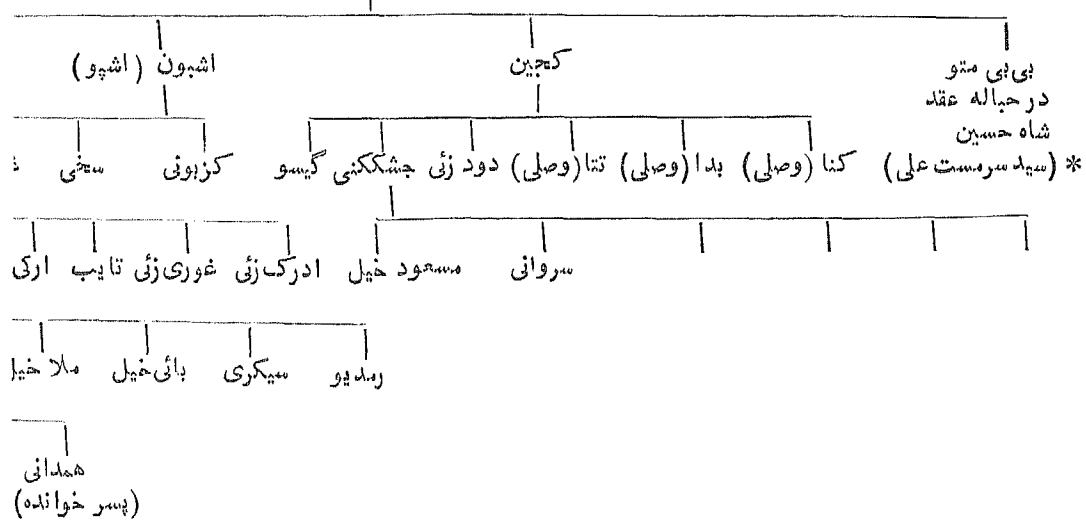 بی‌بی متو کجین اشبون (اشپو)
در حباله عقد
شاه حسین
* (سید سرمست علی) کنا (وصلی) بدا (وصلی) تتا (وصلی) دود زئی جشککنی گیسو کزبونی سخی
سروانی مسعود خیل ادرک‌زئی غوری‌زئی تایب ارکی
رمدیو سیکری بائی‌خیل ملا خیل
همدانی
(پسر خوانده)